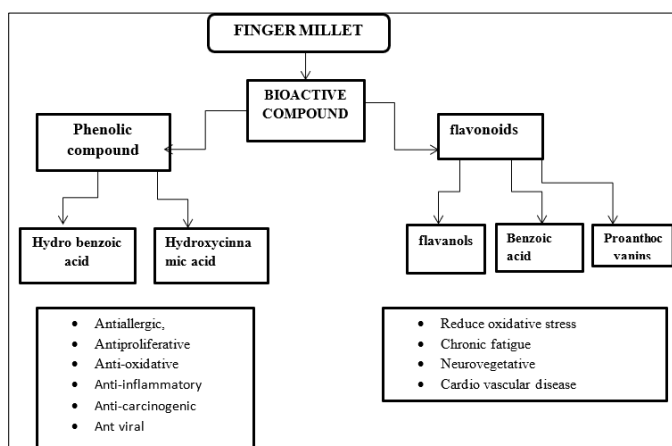 FINGER MILLET
BIOACTIVE
COMPOUND
Phenolic
compound
flavonoids
Hydro benzoic
acid
Hydroxycinna
mic acid
flavanols
Benzoic
acid
Proanthoc
yanins
• Antiallergic,
• Antiproliferative
• Anti-oxidative
• Anti-inflammatory
• Anti-carcinogenic
• Ant viral
• Reduce oxidative stress
• Chronic fatigue
• Neurovegetative
• Cardio vascular disease